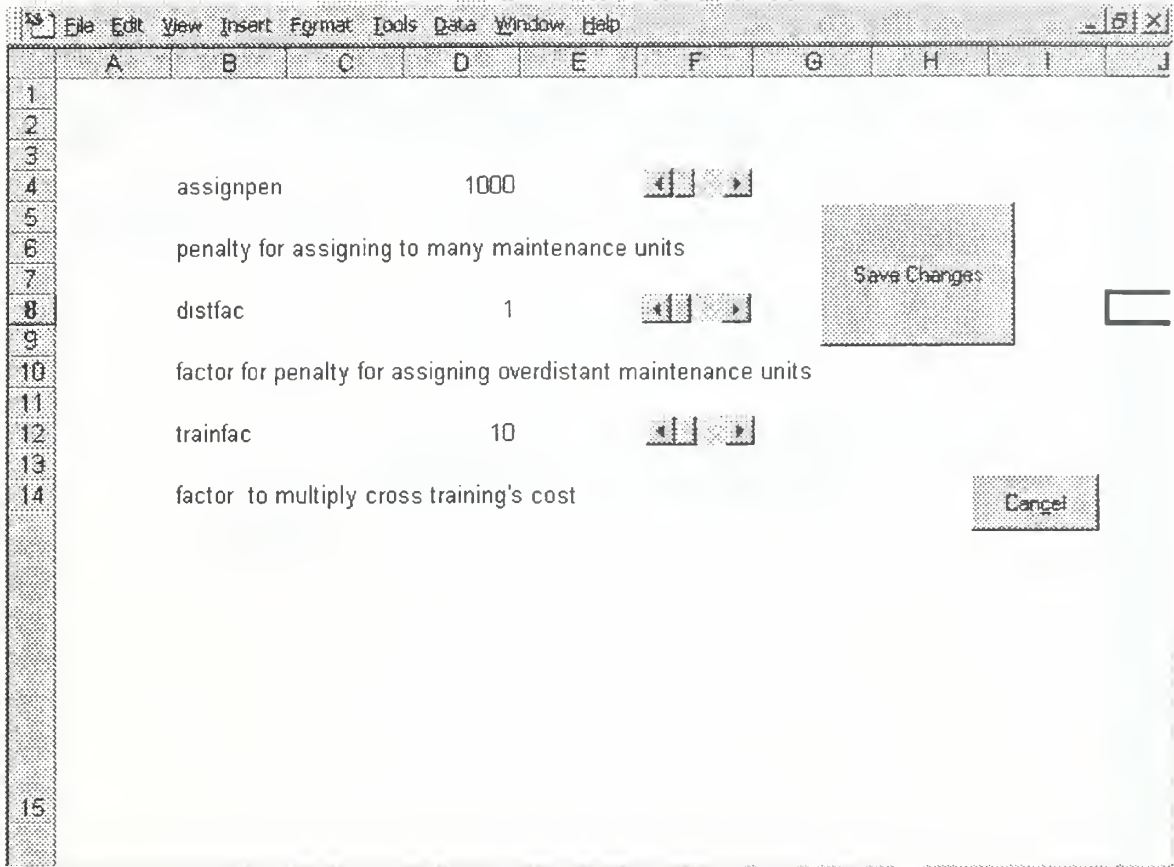 File Edit View Insert Format Tools Data Window Help
A B C D E F G H I J
1
2
3
4 assignpen 1000
5
6 penalty for assigning to many maintenance units
7 Save Changes
8 distfac 1
9
10 factor for penalty for assigning overdistant maintenance units
11
12 trainfac 10
13
14 factor to multiply cross training's cost Cancel
15